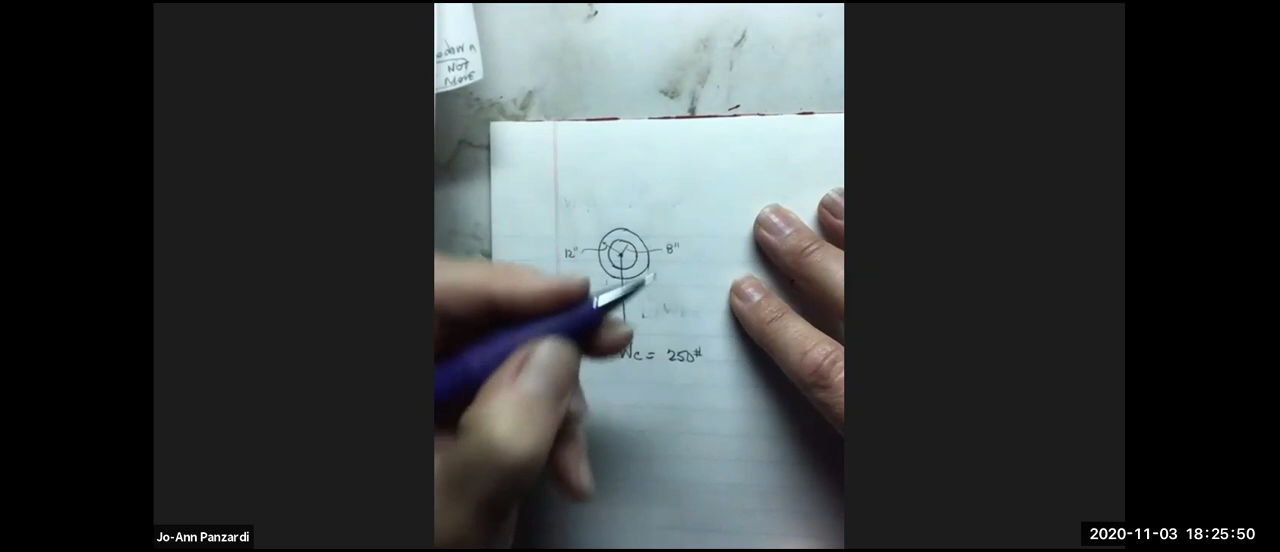 NOT
MOVE
12" 8"
Wc = 250#
Jo-Ann Panzardi
2020-11-03 18:25:50